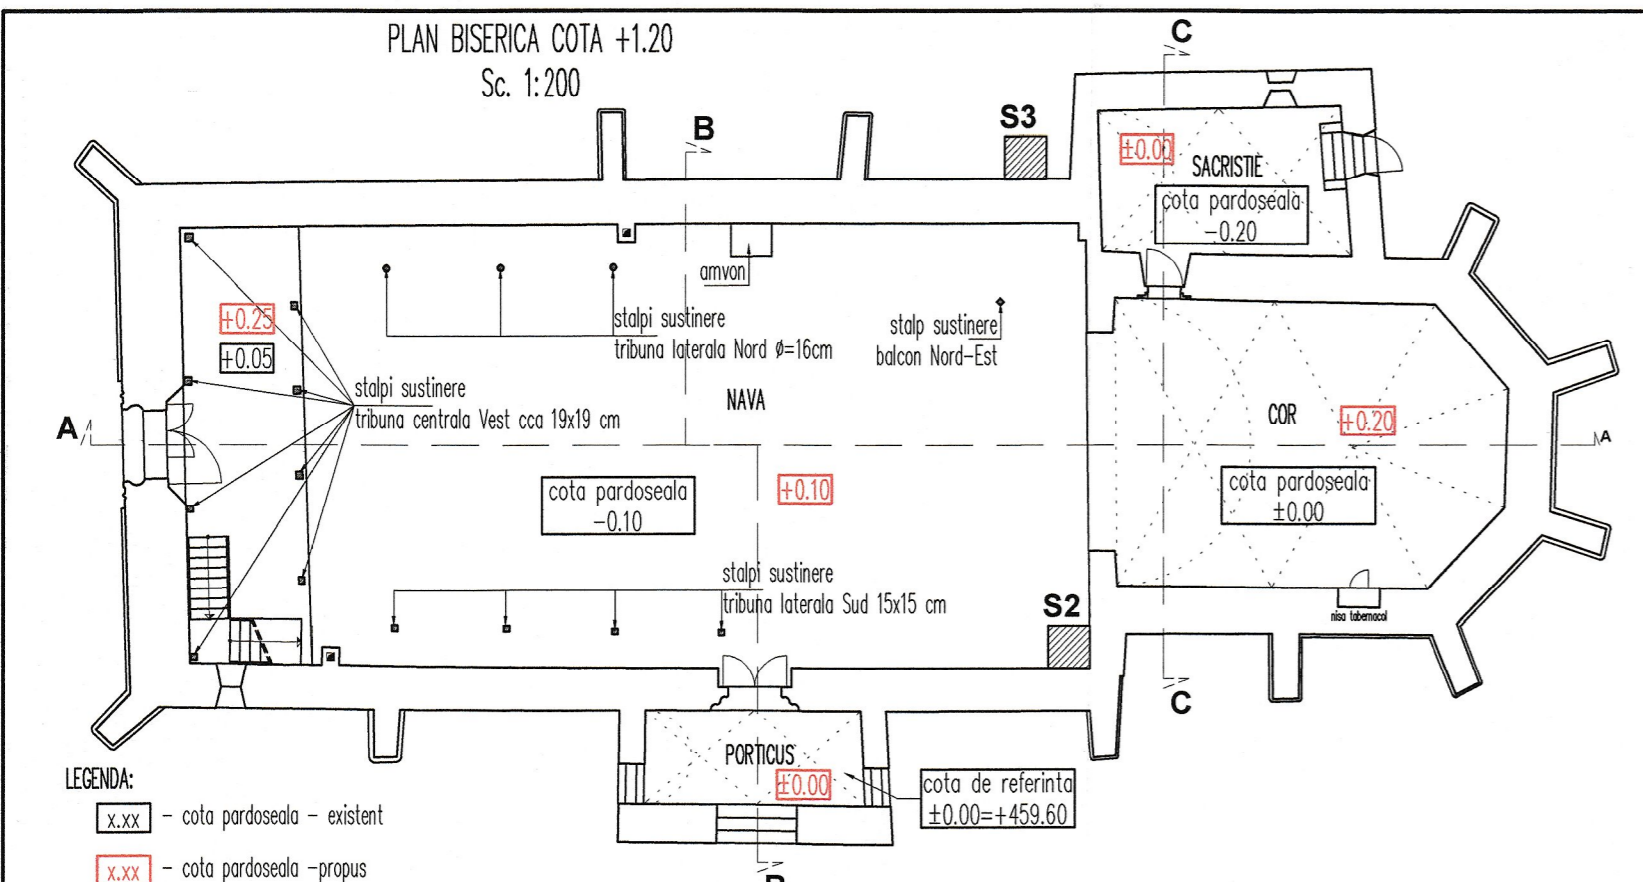 PLAN BISERICA COTA +1.20
Sc. 1:200
C
B
S3
±0.00
SACRISTIE
cota pardoseala
-0.20
amvon
+0.25
+0.05
stalpi sustinere
tribuna laterala Nord ø=16cm
stalp sustinere
balcon Nord-Est
stalpi sustinere
tribuna centrala Vest cca 19x19 cm
NAVA
COR
+0.20
A
A
cota pardoseala
-0.10
+0.10
cota pardoseala
±0.00
stalpi sustinere
tribuna laterala Sud 15x15 cm
S2
nisa tabernacol
C
PORTICUS
±0.00
cota de referinta
±0.00=+459.60
LEGENDA:
x.xx - cota pardoseala - existent
x.xx - cota pardoseala -propus
B